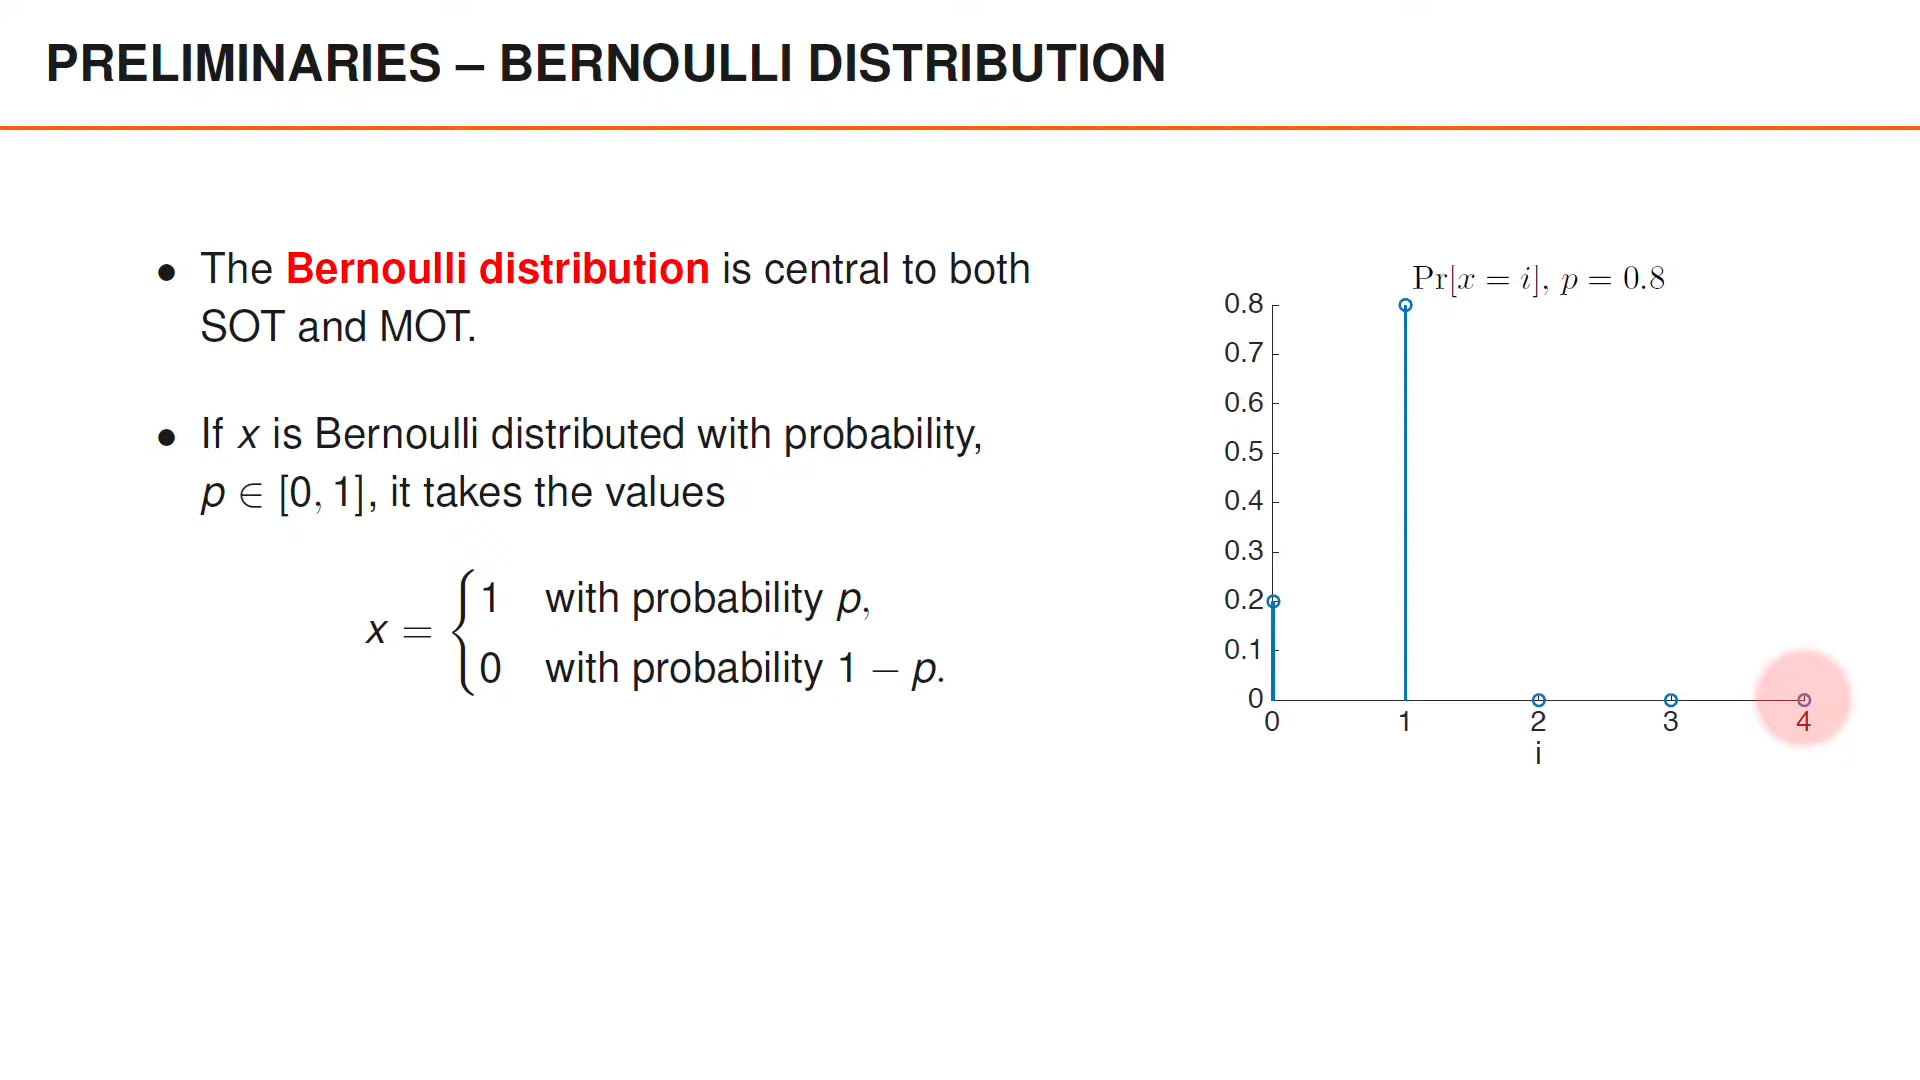 PRELIMINARIES – BERNOULLI DISTRIBUTION
• The Bernoulli distribution is central to both
SOT and MOT.
• If x is Bernoulli distributed with probability,
p ∈ [0, 1], it takes the values
x = { 1 with probability p,
0 with probability 1 − p.
Pr[x = i], p = 0.8
0.8
0.7
0.6
0.5
0.4
0.3
0.2
0.1
0
0 1 2 3 4
i